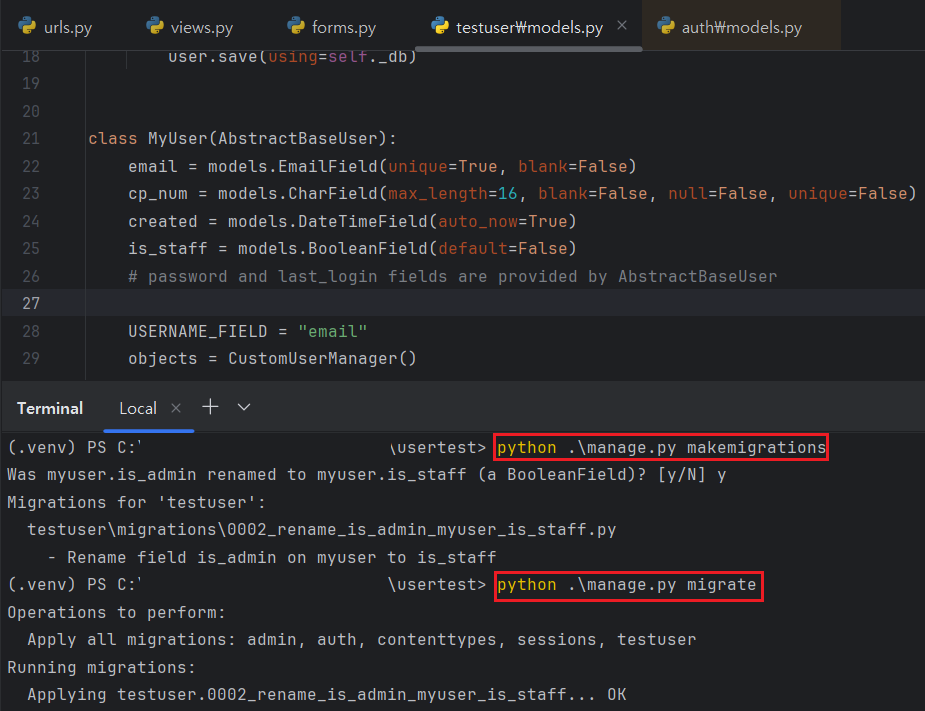 urls.py views.py forms.py testuser₩models.py × auth₩models.py
18 user.save(using=self._db)
19
20
21 class MyUser(AbstractBaseUser):
22 email = models.EmailField(unique=True, blank=False)
23 cp_num = models.CharField(max_length=16, blank=False, null=False, unique=False)
24 created = models.DateTimeField(auto_now=True)
25 is_staff = models.BooleanField(default=False)
26 # password and last_login fields are provided by AbstractBaseUser
27
28 USERNAME_FIELD = "email"
29 objects = CustomUserManager()
Terminal Local × + ∨
(.venv) PS C:\usertest> python .\manage.py makemigrations
Was myuser.is_admin renamed to myuser.is_staff (a BooleanField)? [y/N] y
Migrations for 'testuser':
testuser\migrations\0002_rename_is_admin_myuser_is_staff.py
- Rename field is_admin on myuser to is_staff
(.venv) PS C:\usertest> python .\manage.py migrate
Operations to perform:
Apply all migrations: admin, auth, contenttypes, sessions, testuser
Running migrations:
Applying testuser.0002_rename_is_admin_myuser_is_staff... OK